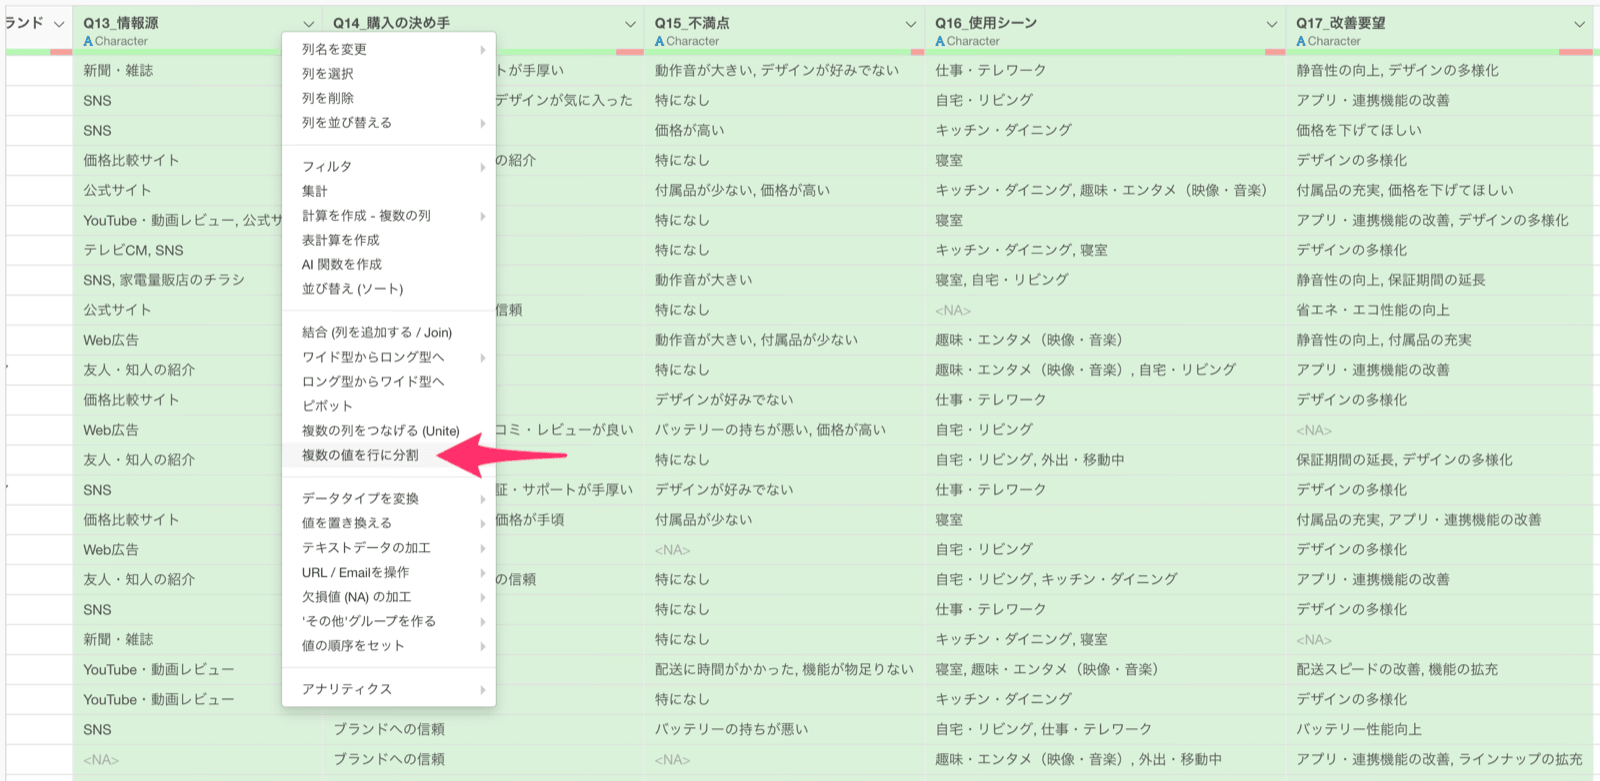 ランド Q13_情報源 Q14_購入の決め手 Q15_不満点 Q16_使用シーン Q17_改善要望
A Character A Character A Character A Character
新聞・雑誌 トが手厚い 動作音が大きい, デザインが好みでない 仕事・テレワーク 静音性の向上, デザインの多様化
SNS デザインが気に入った 特になし 自宅・リビング アプリ・連携機能の改善
SNS 価格が高い キッチン・ダイニング 価格を下げてほしい
価格比較サイト の紹介 特になし 寝室 デザインの多様化
公式サイト 付属品が少ない, 価格が高い キッチン・ダイニング, 趣味・エンタメ（映像・音楽） 付属品の充実, 価格を下げてほしい
YouTube・動画レビュー, 公式サ 特になし 寝室 アプリ・連携機能の改善, デザインの多様化
テレビCM, SNS 特になし キッチン・ダイニング, 寝室 デザインの多様化
SNS, 家電量販店のチラシ 動作音が大きい 寝室, 自宅・リビング 静音性の向上, 保証期間の延長
公式サイト 信頼 特になし <NA> 省エネ・エコ性能の向上
Web広告 動作音が大きい, 付属品が少ない 趣味・エンタメ（映像・音楽） 静音性の向上, 付属品の充実
友人・知人の紹介 特になし 趣味・エンタメ（映像・音楽）, 自宅・リビング アプリ・連携機能の改善
価格比較サイト デザインが好みでない 仕事・テレワーク デザインの多様化
Web広告 コミ・レビューが良い バッテリーの持ちが悪い, 価格が高い 自宅・リビング <NA>
友人・知人の紹介 特になし 自宅・リビング, 外出・移動中 保証期間の延長, デザインの多様化
SNS 証・サポートが手厚い デザインが好みでない 仕事・テレワーク デザインの多様化
価格比較サイト 価格が手頃 付属品が少ない 寝室 付属品の充実, アプリ・連携機能の改善
Web広告 <NA> 自宅・リビング デザインの多様化
友人・知人の紹介 の信頼 特になし 自宅・リビング, キッチン・ダイニング アプリ・連携機能の改善
SNS 特になし 仕事・テレワーク デザインの多様化
新聞・雑誌 特になし キッチン・ダイニング, 寝室 <NA>
YouTube・動画レビュー 配送に時間がかかった, 機能が物足りない 寝室, 趣味・エンタメ（映像・音楽） 配送スピードの改善, 機能の拡充
YouTube・動画レビュー 特になし キッチン・ダイニング デザインの多様化
SNS ブランドへの信頼 バッテリーの持ちが悪い 自宅・リビング, 仕事・テレワーク バッテリー性能向上
<NA> ブランドへの信頼 <NA> 趣味・エンタメ（映像・音楽）, 外出・移動中 アプリ・連携機能の改善, ラインナップの拡充
列名を変更
列を選択
列を削除
列を並び替える
フィルタ
集計
計算を作成 - 複数の列
表計算を作成
AI 関数を作成
並び替え (ソート)
結合 (列を追加する / Join)
ワイド型からロング型へ
ロング型からワイド型へ
ピボット
複数の列をつなげる (Unite)
複数の値を行に分割
データタイプを変換
値を置き換える
テキストデータの加工
URL / Emailを操作
欠損値 (NA) の加工
'その他'グループを作る
値の順序をセット
アナリティクス